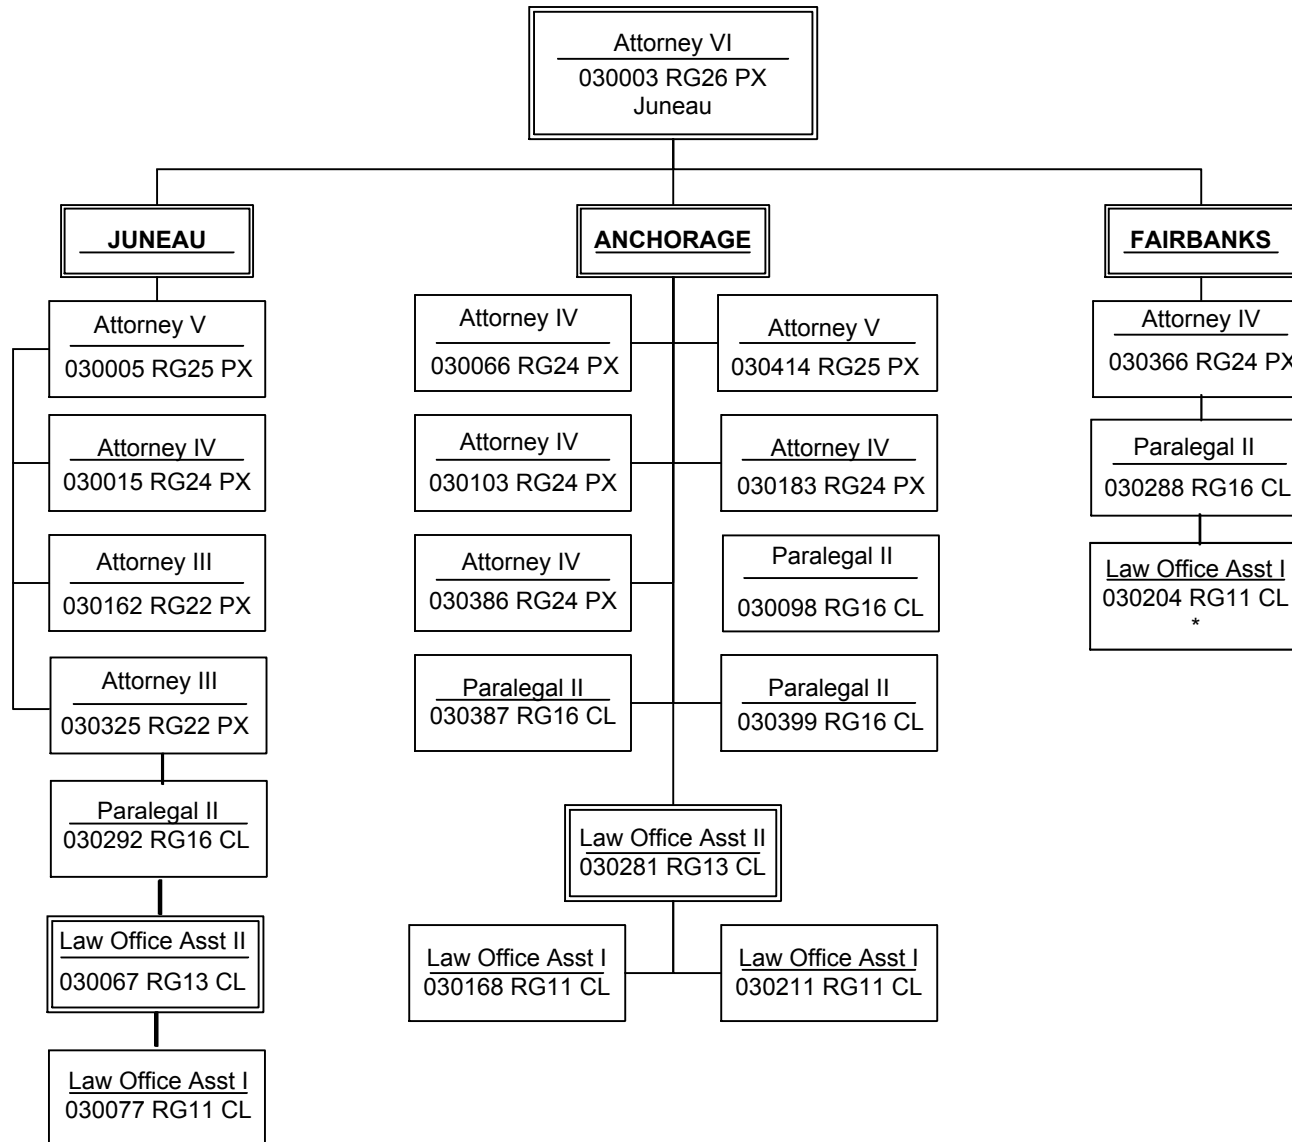 Attorney VI
030003 RG26 PX
Juneau
JUNEAU
Attorney V
030005 RG25 PX
Attorney IV
030015 RG24 PX
Attorney III
030162 RG22 PX
Attorney III
030325 RG22 PX
Paralegal II
030292 RG16 CL
Law Office Asst II
030067 RG13 CL
Law Office Asst I
030077 RG11 CL
ANCHORAGE
Attorney IV
030066 RG24 PX
Attorney V
030414 RG25 PX
Attorney IV
030103 RG24 PX
Attorney IV
030183 RG24 PX
Attorney IV
030386 RG24 PX
Paralegal II
030098 RG16 CL
Paralegal II
030387 RG16 CL
Paralegal II
030399 RG16 CL
Law Office Asst II
030281 RG13 CL
Law Office Asst I
030168 RG11 CL
Law Office Asst I
030211 RG11 CL
FAIRBANKS
Attorney IV
030366 RG24 PX
Paralegal II
030288 RG16 CL
Law Office Asst I
030204 RG11 CL
*